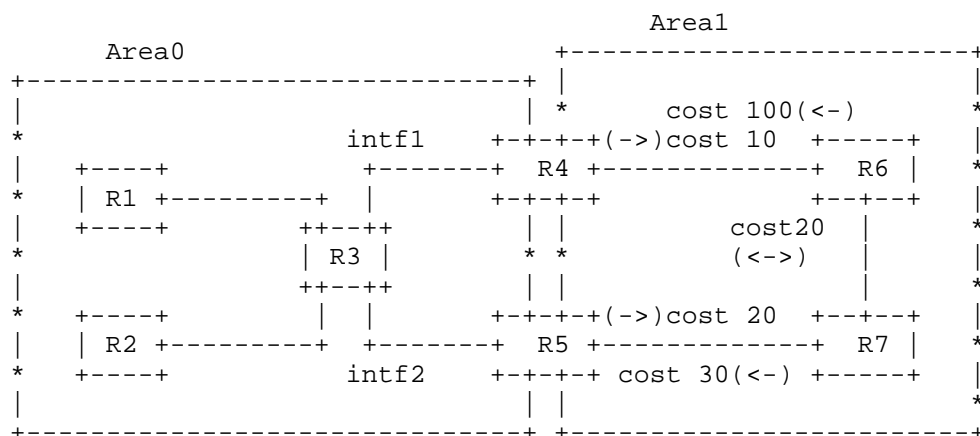 Area1
Area0
cost 100(<-)
intf1 (->)cost 10
R4 R6
R1
cost20
R3 (<->)
(->)cost 20
R2 R5 R7
intf2 cost 30(<-)